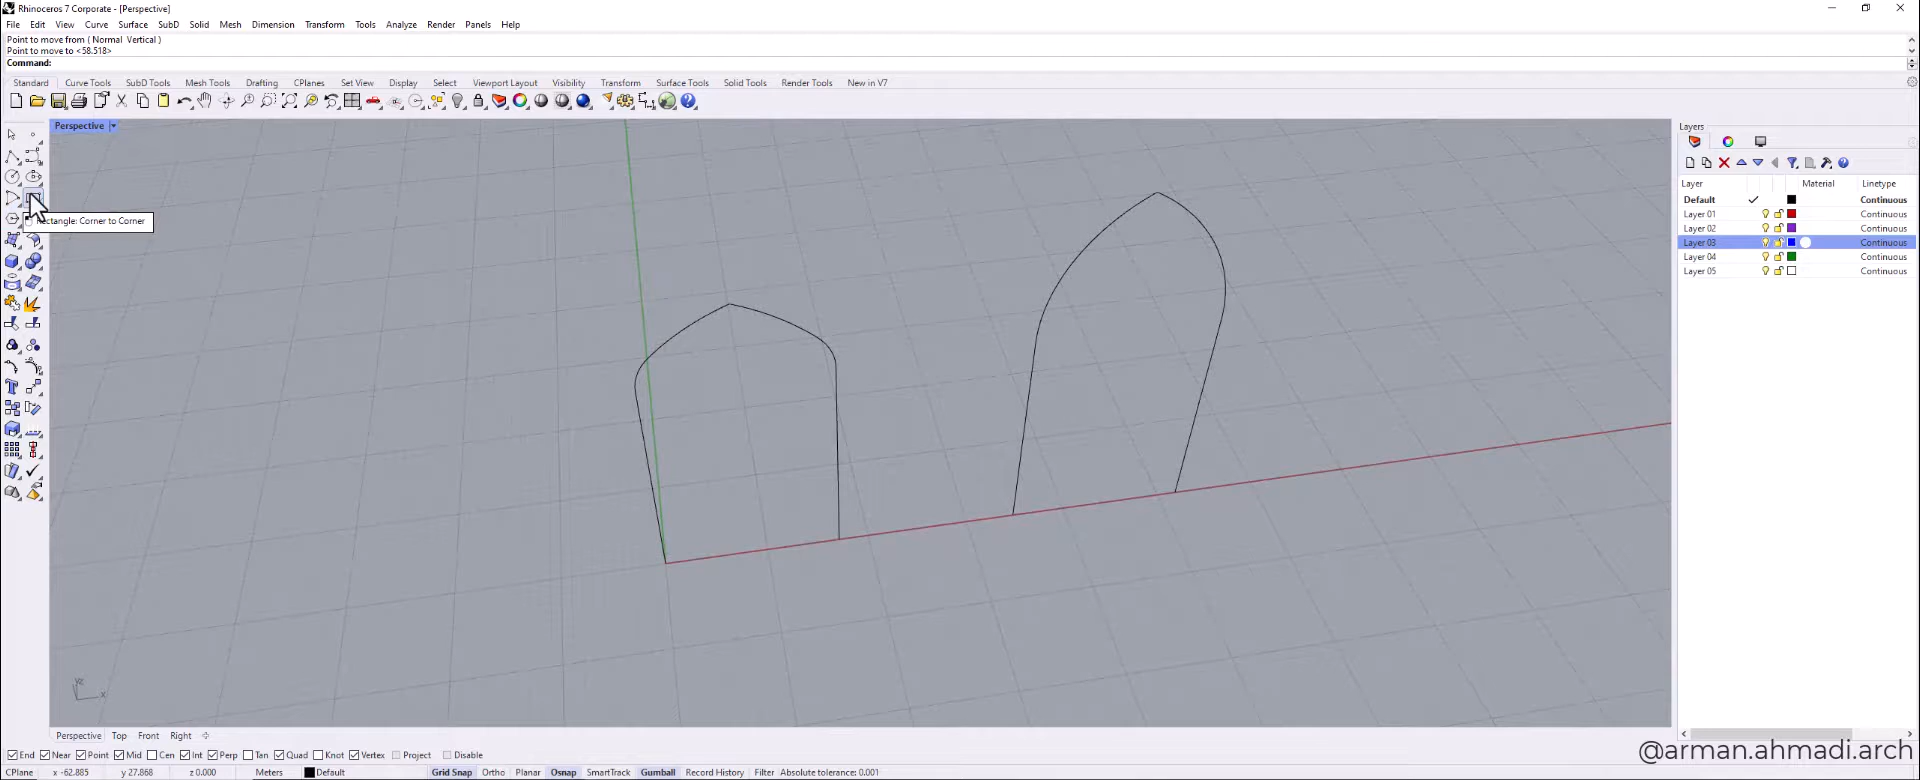 Rhinoceros 7 Corporate - [Perspective]
File Edit View Curve Surface SubD Solid Mesh Dimension Transform Tools Analyze Render Panels Help
Point to move from ( Normal Vertical )
Point to move to <58.518>
Command:
Standard Curve Tools SubD Tools Mesh Tools Drafting CPlanes Set View Display Select Viewport Layout Visibility Transform Surface Tools Solid Tools Render Tools New in V7
Perspective
Layers
Layer Material Linetype
Default Continuous
Layer 01 Continuous
Layer 02 Continuous
Layer 03 Continuous
Layer 04 Continuous
Layer 05 Continuous
Rectangle: Corner to Corner
x
Perspective Top Front Right
End Near Point Mid Cen Int Perp Tan Quad Knot Vertex Project Disable
@arman.ahmadi.arch
CPlane x -62.885 y 27.868 z 0.000 Meters Default Grid Snap Ortho Planar Osnap SmartTrack Gumball Record History Filter Absolute tolerance: 0.001